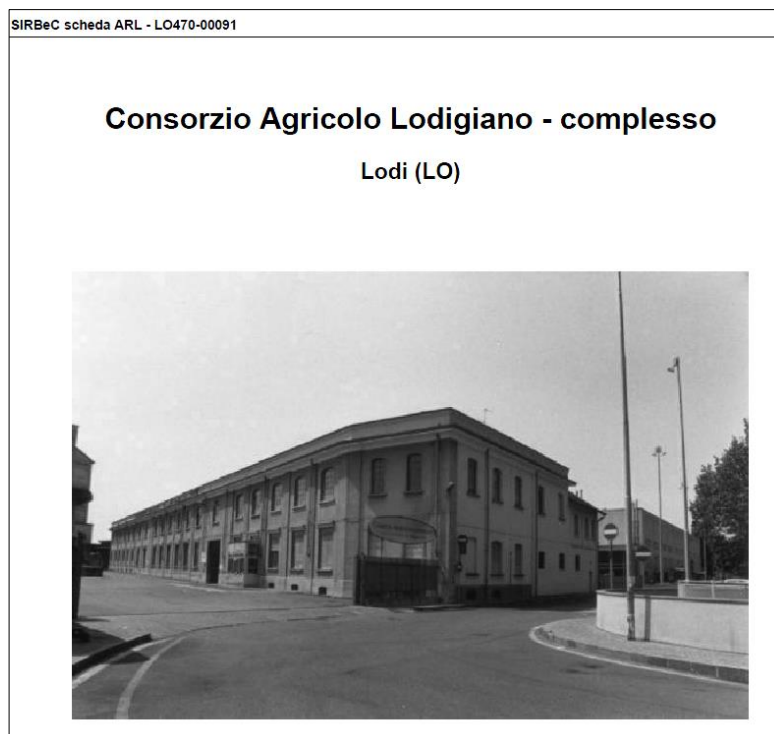 SIRBeC scheda ARL - LO470-00091
Consorzio Agricolo Lodigiano - complesso
Lodi (LO)